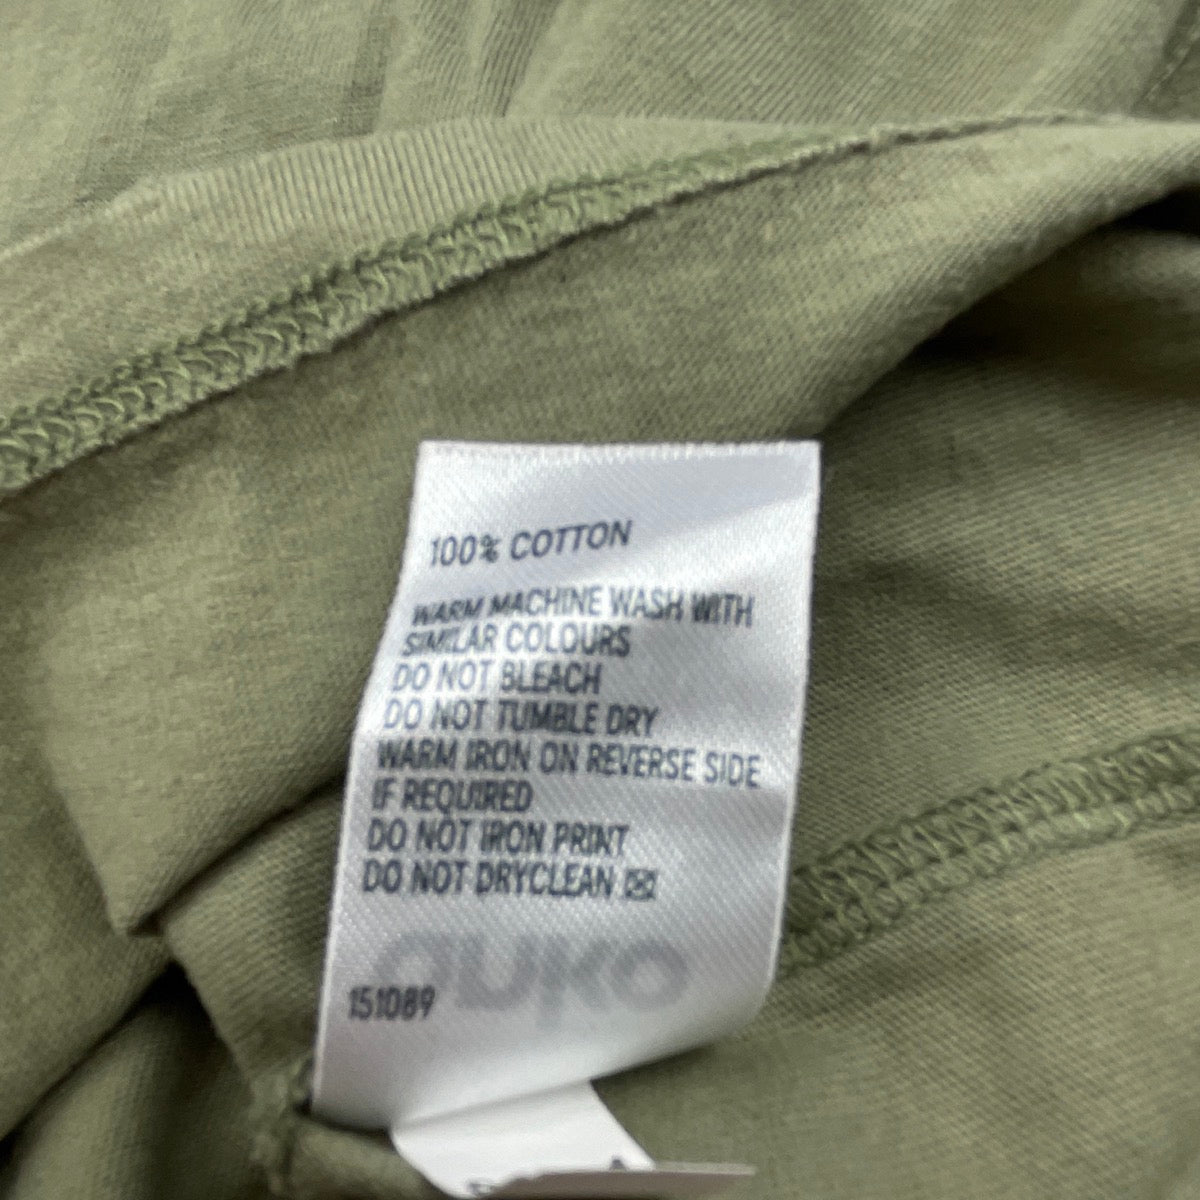 100% COTTON
WARM MACHINE WASH WITH
SIMILAR COLOURS
DO NOT BLEACH
DO NOT TUMBLE DRY
WARM IRON ON REVERSE SIDE
IF REQUIRED
DO NOT IRON PRINT
DO NOT DRYCLEAN
151089